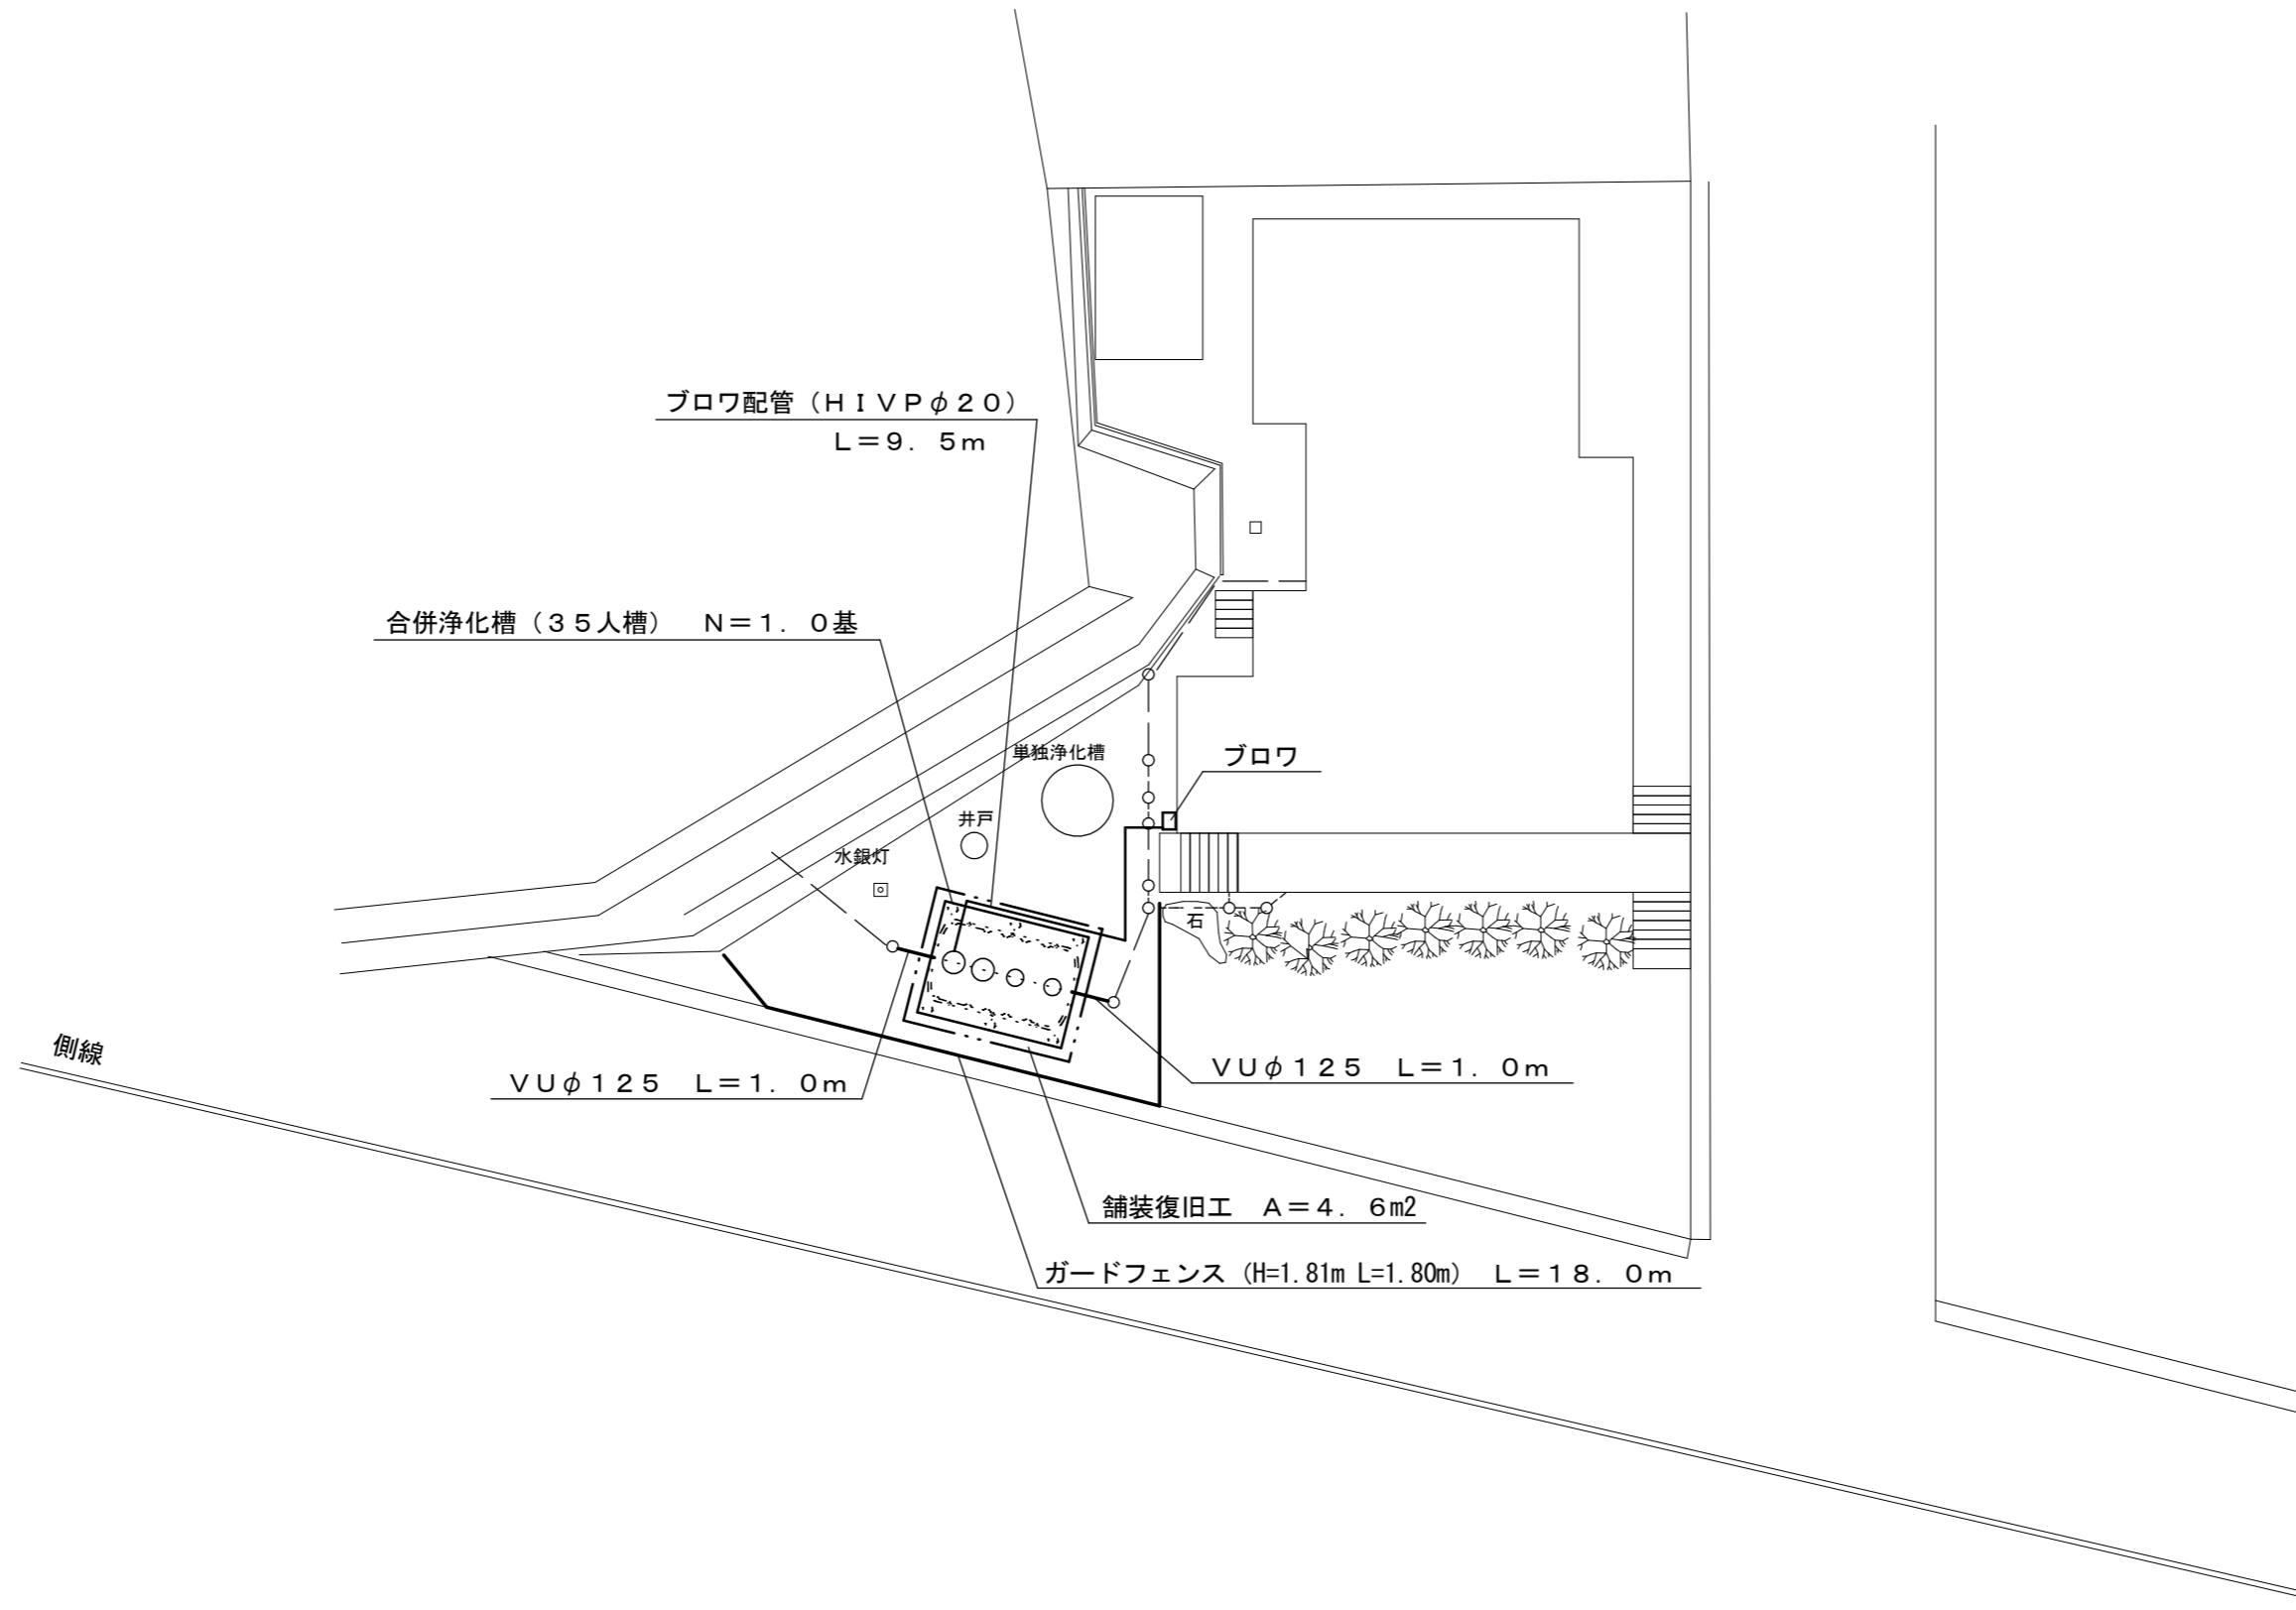 ブロワ配管(HIVPφ20)
L=9.5m
合併浄化槽(35人槽) N=1.0基
単独浄化槽
ブロワ
井戸
水銀灯
石
側線
VUφ125 L=1.0m
VUφ125 L=1.0m
舗装復旧工 A=4.6m2
ガードフェンス(H=1.81m L=1.80m) L=18.0m